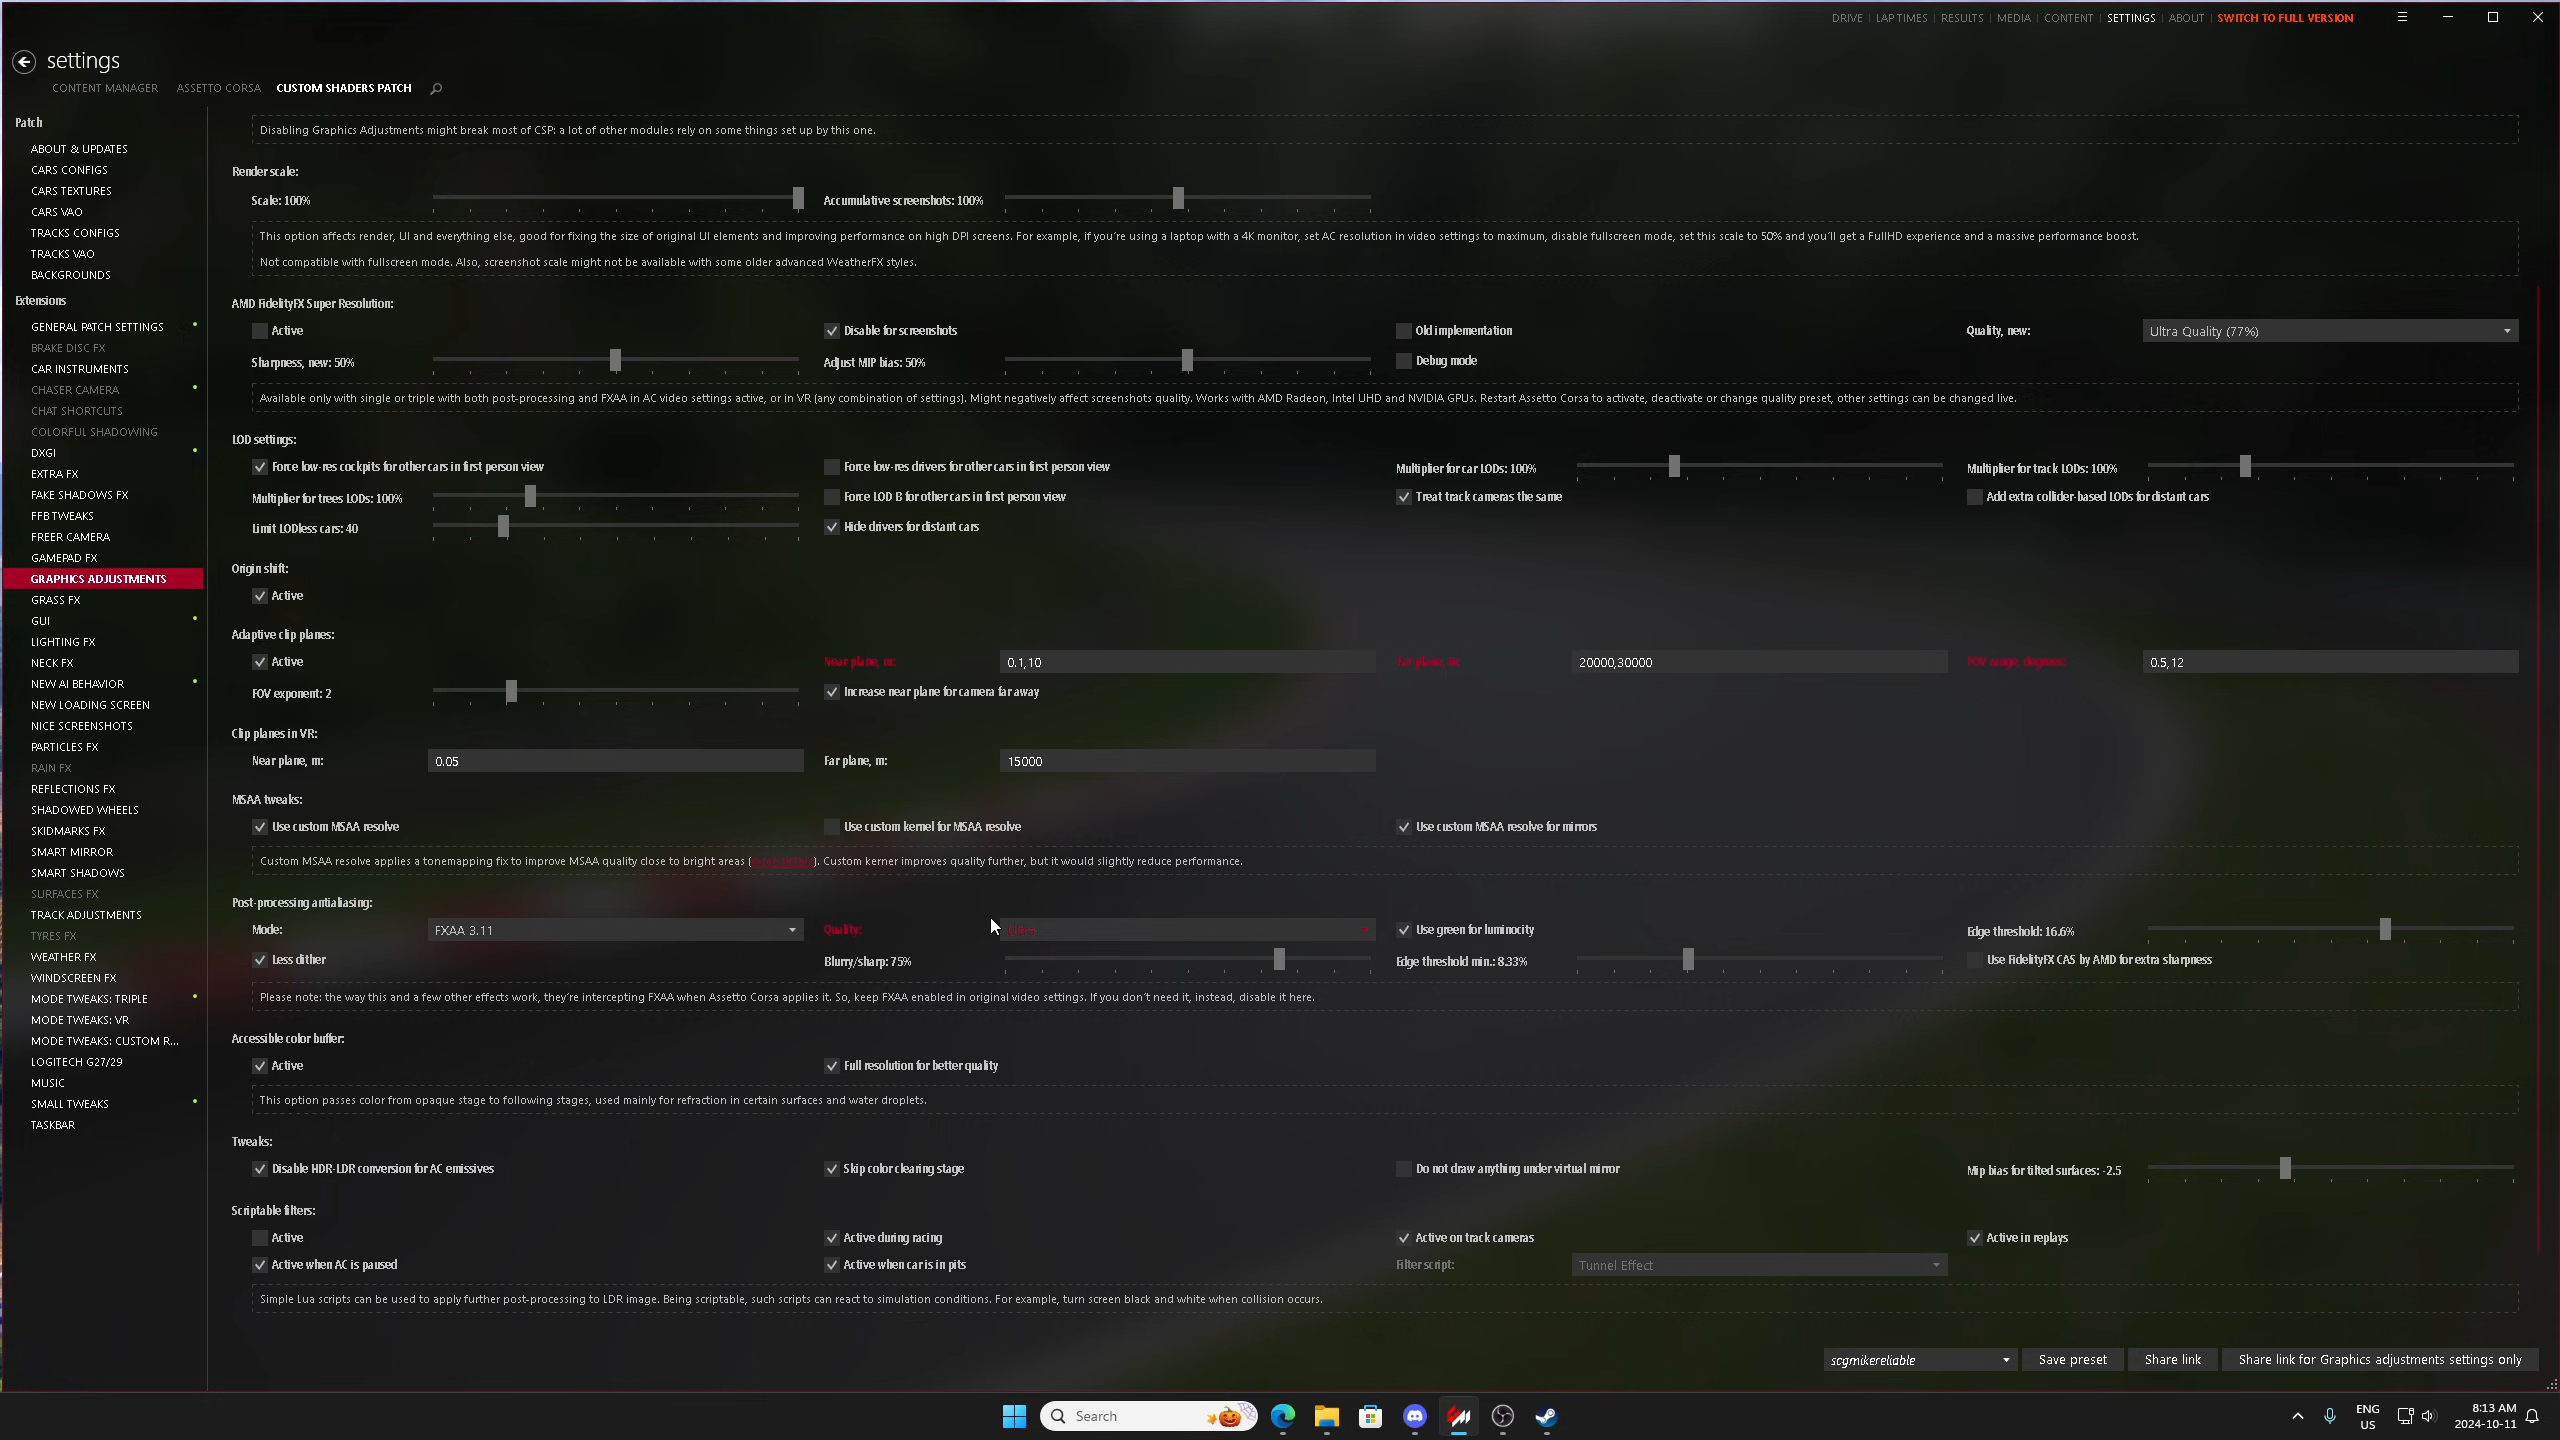 DRIVE | LAP TIMES | RESULTS | MEDIA | CONTENT | SETTINGS | ABOUT | SWITCH TO FULL VERSION
settings
CONTENT MANAGER ASSETTO CORSA CUSTOM SHADERS PATCH
Patch
ABOUT & UPDATES
CARS CONFIGS
CARS TEXTURES
CARS VAO
TRACKS CONFIGS
TRACKS VAO
BACKGROUNDS
Extensions
GENERAL PATCH SETTINGS
BRAKE DISC FX
CAR INSTRUMENTS
CHASER CAMERA
CHAT SHORTCUTS
COLORFUL SHADOWING
DXGI
EXTRA FX
FAKE SHADOWS FX
FFB TWEAKS
FREER CAMERA
GAMEPAD FX
GRAPHICS ADJUSTMENTS
GRASS FX
GUI
LIGHTING FX
NECK FX
NEW AI BEHAVIOR
NEW LOADING SCREEN
NICE SCREENSHOTS
PARTICLES FX
RAIN FX
REFLECTIONS FX
SHADOWED WHEELS
SKIDMARKS FX
SMART MIRROR
SMART SHADOWS
SURFACES FX
TRACK ADJUSTMENTS
TYRES FX
WEATHER FX
WINDSCREEN FX
MODE TWEAKS: TRIPLE
MODE TWEAKS: VR
MODE TWEAKS: CUSTOM R...
LOGITECH G27/29
MUSIC
SMALL TWEAKS
TASKBAR
Disabling Graphics Adjustments might break most of CSP: a lot of other modules rely on some things set up by this one.
Render scale:
Scale: 100% Accumulative screenshots: 100%
This option affects render, UI and everything else, good for fixing the size of original UI elements and improving performance on high DPI screens. For example, if you're using a laptop with a 4K monitor, set AC resolution in video settings to maximum, disable fullscreen mode, set this scale to 50% and you'll get a FullHD experience and a massive performance boost.
Not compatible with fullscreen mode. Also, screenshot scale might not be available with some older advanced WeatherFX styles.
AMD FidelityFX Super Resolution:
Active Disable for screenshots Old implementation Quality, new: Ultra Quality (77%)
Sharpness, new: 50% Adjust MIP bias: 50% Debug mode
Available only with single or triple with both post-processing and FXAA in AC video settings active, or in VR (any combination of settings). Might negatively affect screenshots quality. Works with AMD Radeon, Intel UHD and NVIDIA GPUs. Restart Assetto Corsa to activate, deactivate or change quality preset, other settings can be changed live.
LOD settings:
Force low-res cockpits for other cars in first person view Force low-res drivers for other cars in first person view Multiplier for car LODs: 100% Multiplier for track LODs: 100%
Multiplier for trees LODs: 100% Force LOD B for other cars in first person view Treat track cameras the same Add extra collider-based LODs for distant cars
Limit LODless cars: 40 Hide drivers for distant cars
Origin shift:
Active
Adaptive clip planes:
Active Near plane, m: 0.1,10 Far plane, m: 20000,30000 FOV range, degrees: 0.5,12
FOV exponent: 2 Increase near plane for camera far away
Clip planes in VR:
Near plane, m: 0.05 Far plane, m: 15000
MSAA tweaks:
Use custom MSAA resolve Use custom kernel for MSAA resolve Use custom MSAA resolve for mirrors
Custom MSAA resolve applies a tonemapping fix to improve MSAA quality close to bright areas ( ). Custom kerner improves quality further, but it would slightly reduce performance.
Post-processing antialiasing:
Mode: FXAA 3.11 Quality: Use green for luminocity Edge threshold: 16.6%
Less dither Blurry/sharp: 75% Edge threshold min.: 8.33% Use FidelityFX CAS by AMD for extra sharpness
Please note: the way this and a few other effects work, they're intercepting FXAA when Assetto Corsa applies it. So, keep FXAA enabled in original video settings. If you don't need it, instead, disable it here.
Accessible color buffer:
Active Full resolution for better quality
This option passes color from opaque stage to following stages, used mainly for refraction in certain surfaces and water droplets.
Tweaks:
Disable HDR-LDR conversion for AC emissives Skip color clearing stage Do not draw anything under virtual mirror Mip bias for tilted surfaces: -2.5
Scriptable filters:
Active Active during racing Active on track cameras Active in replays
Active when AC is paused Active when car is in pits Filter script: Tunnel Effect
Simple Lua scripts can be used to apply further post-processing to LDR image. Being scriptable, such scripts can react to simulation conditions. For example, turn screen black and white when collision occurs.
scgmikereliable Save preset Share link Share link for Graphics adjustments settings only
Search
ENG
US
8:13 AM
2024-10-11